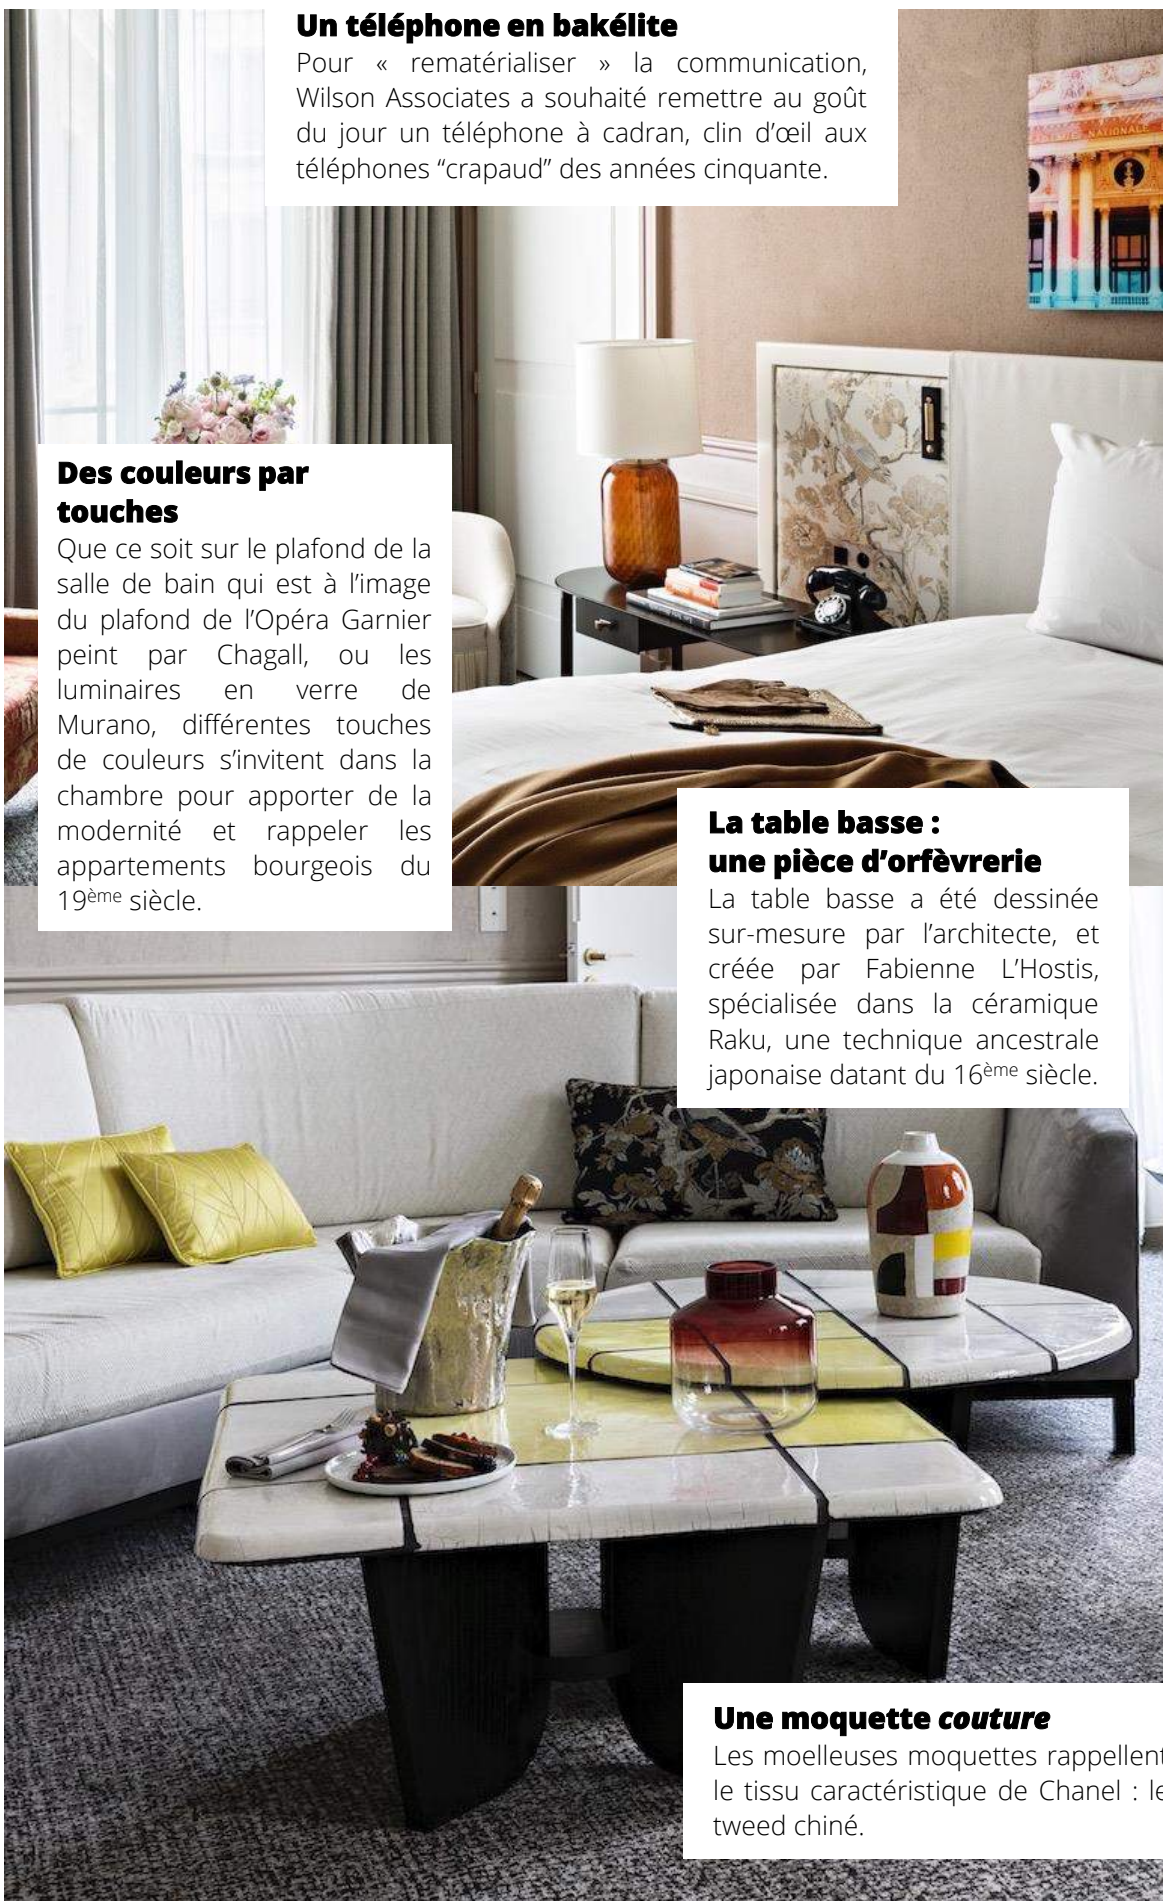 Un téléphone en bakélite
Pour « rematérialiser » la communication,
Wilson Associates a souhaité remettre au goût
du jour un téléphone à cadran, clin d’œil aux
téléphones “crapaud” des années cinquante.
NATIONALE
Des couleurs par
touches
Que ce soit sur le plafond de la
salle de bain qui est à l’image
du plafond de l’Opéra Garnier
peint par Chagall, ou les
luminaires en verre de
Murano, différentes touches
de couleurs s’invitent dans la
chambre pour apporter de la
modernité et rappeler les
appartements bourgeois du
19ème siècle.
La table basse :
une pièce d’orfèvrerie
La table basse a été dessinée
sur-mesure par l’architecte, et
créée par Fabienne L’Hostis,
spécialisée dans la céramique
Raku, une technique ancestrale
japonaise datant du 16ème siècle.
Une moquette couture
Les moelleuses moquettes rappellent
le tissu caractéristique de Chanel : le
tweed chiné.